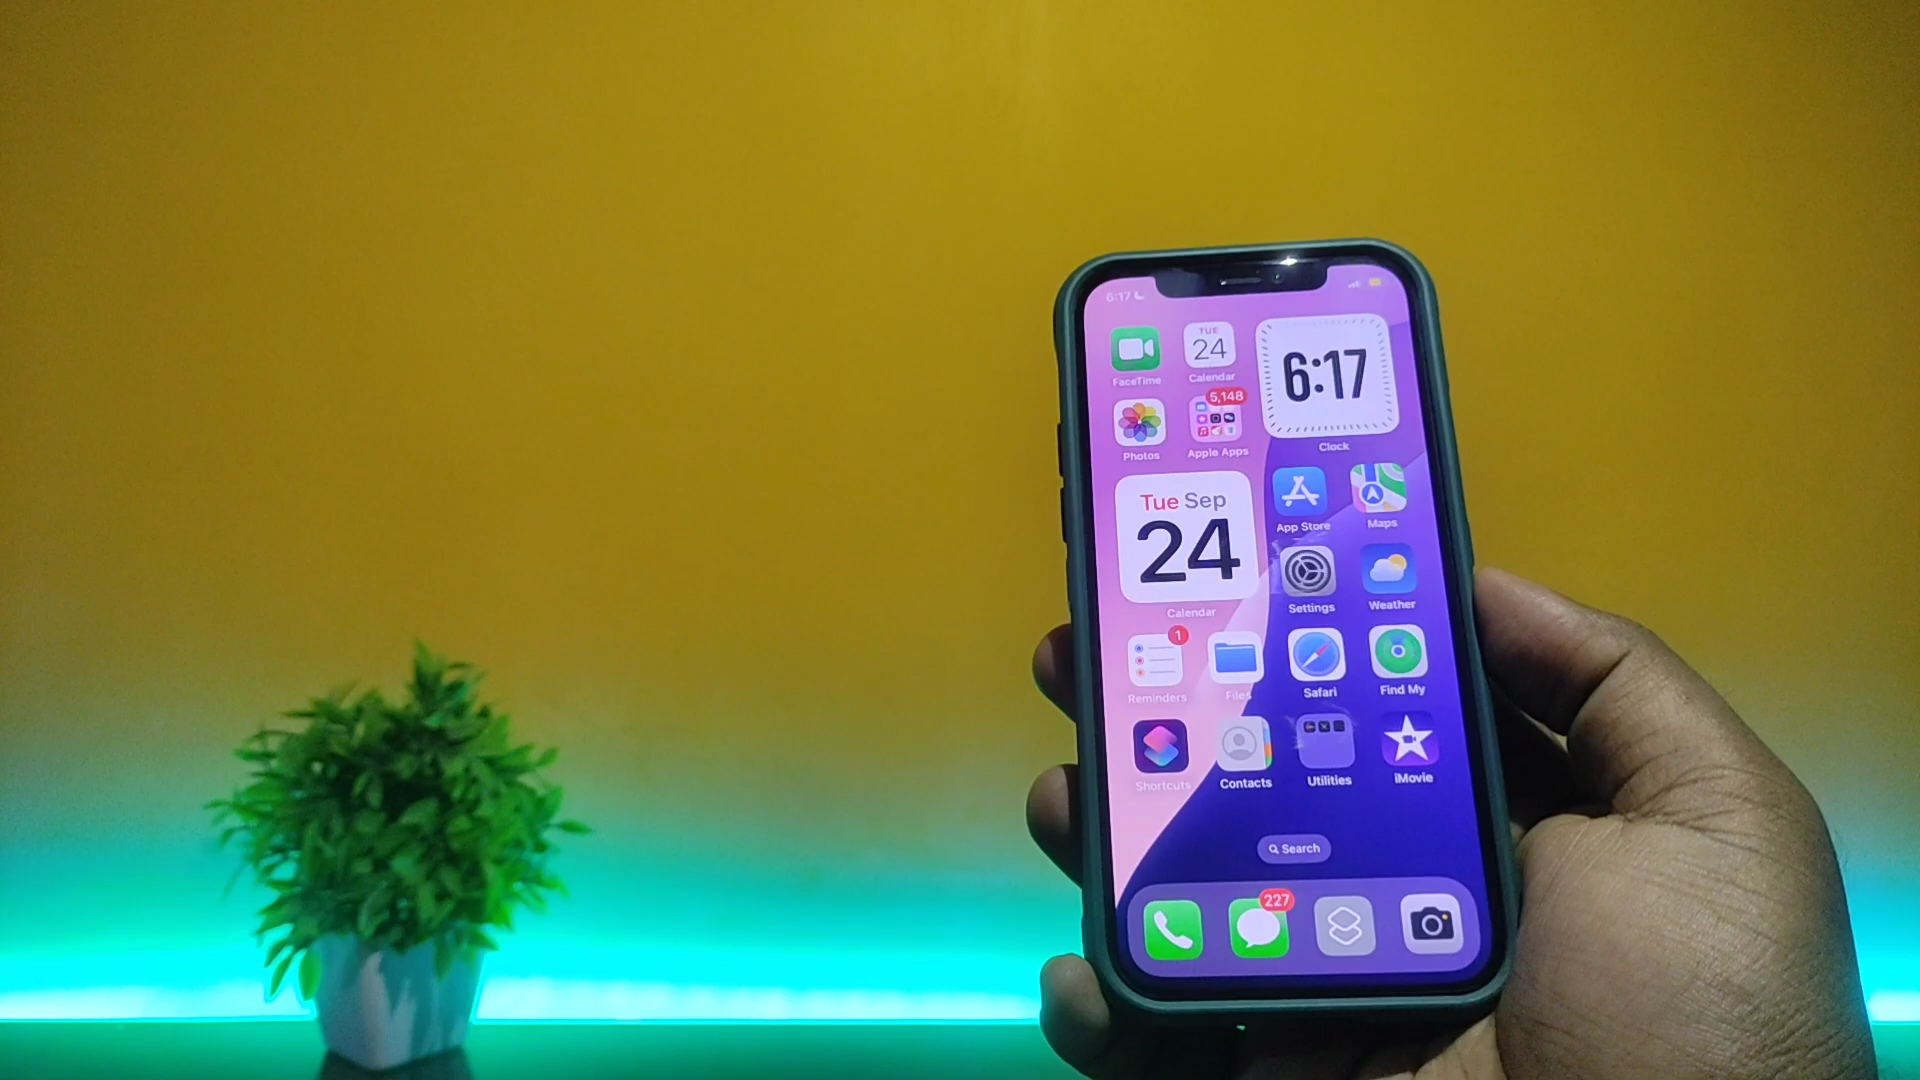 6:17
TUE
24
FaceTime
Calendar
6:17
5,148
Photos
Apple Apps
Clock
Tue Sep
24
App Store
Maps
Calendar
Settings
Weather
1
Reminders
Files
Safari
Find My
Shortcuts
Contacts
Utilities
iMovie
Search
227